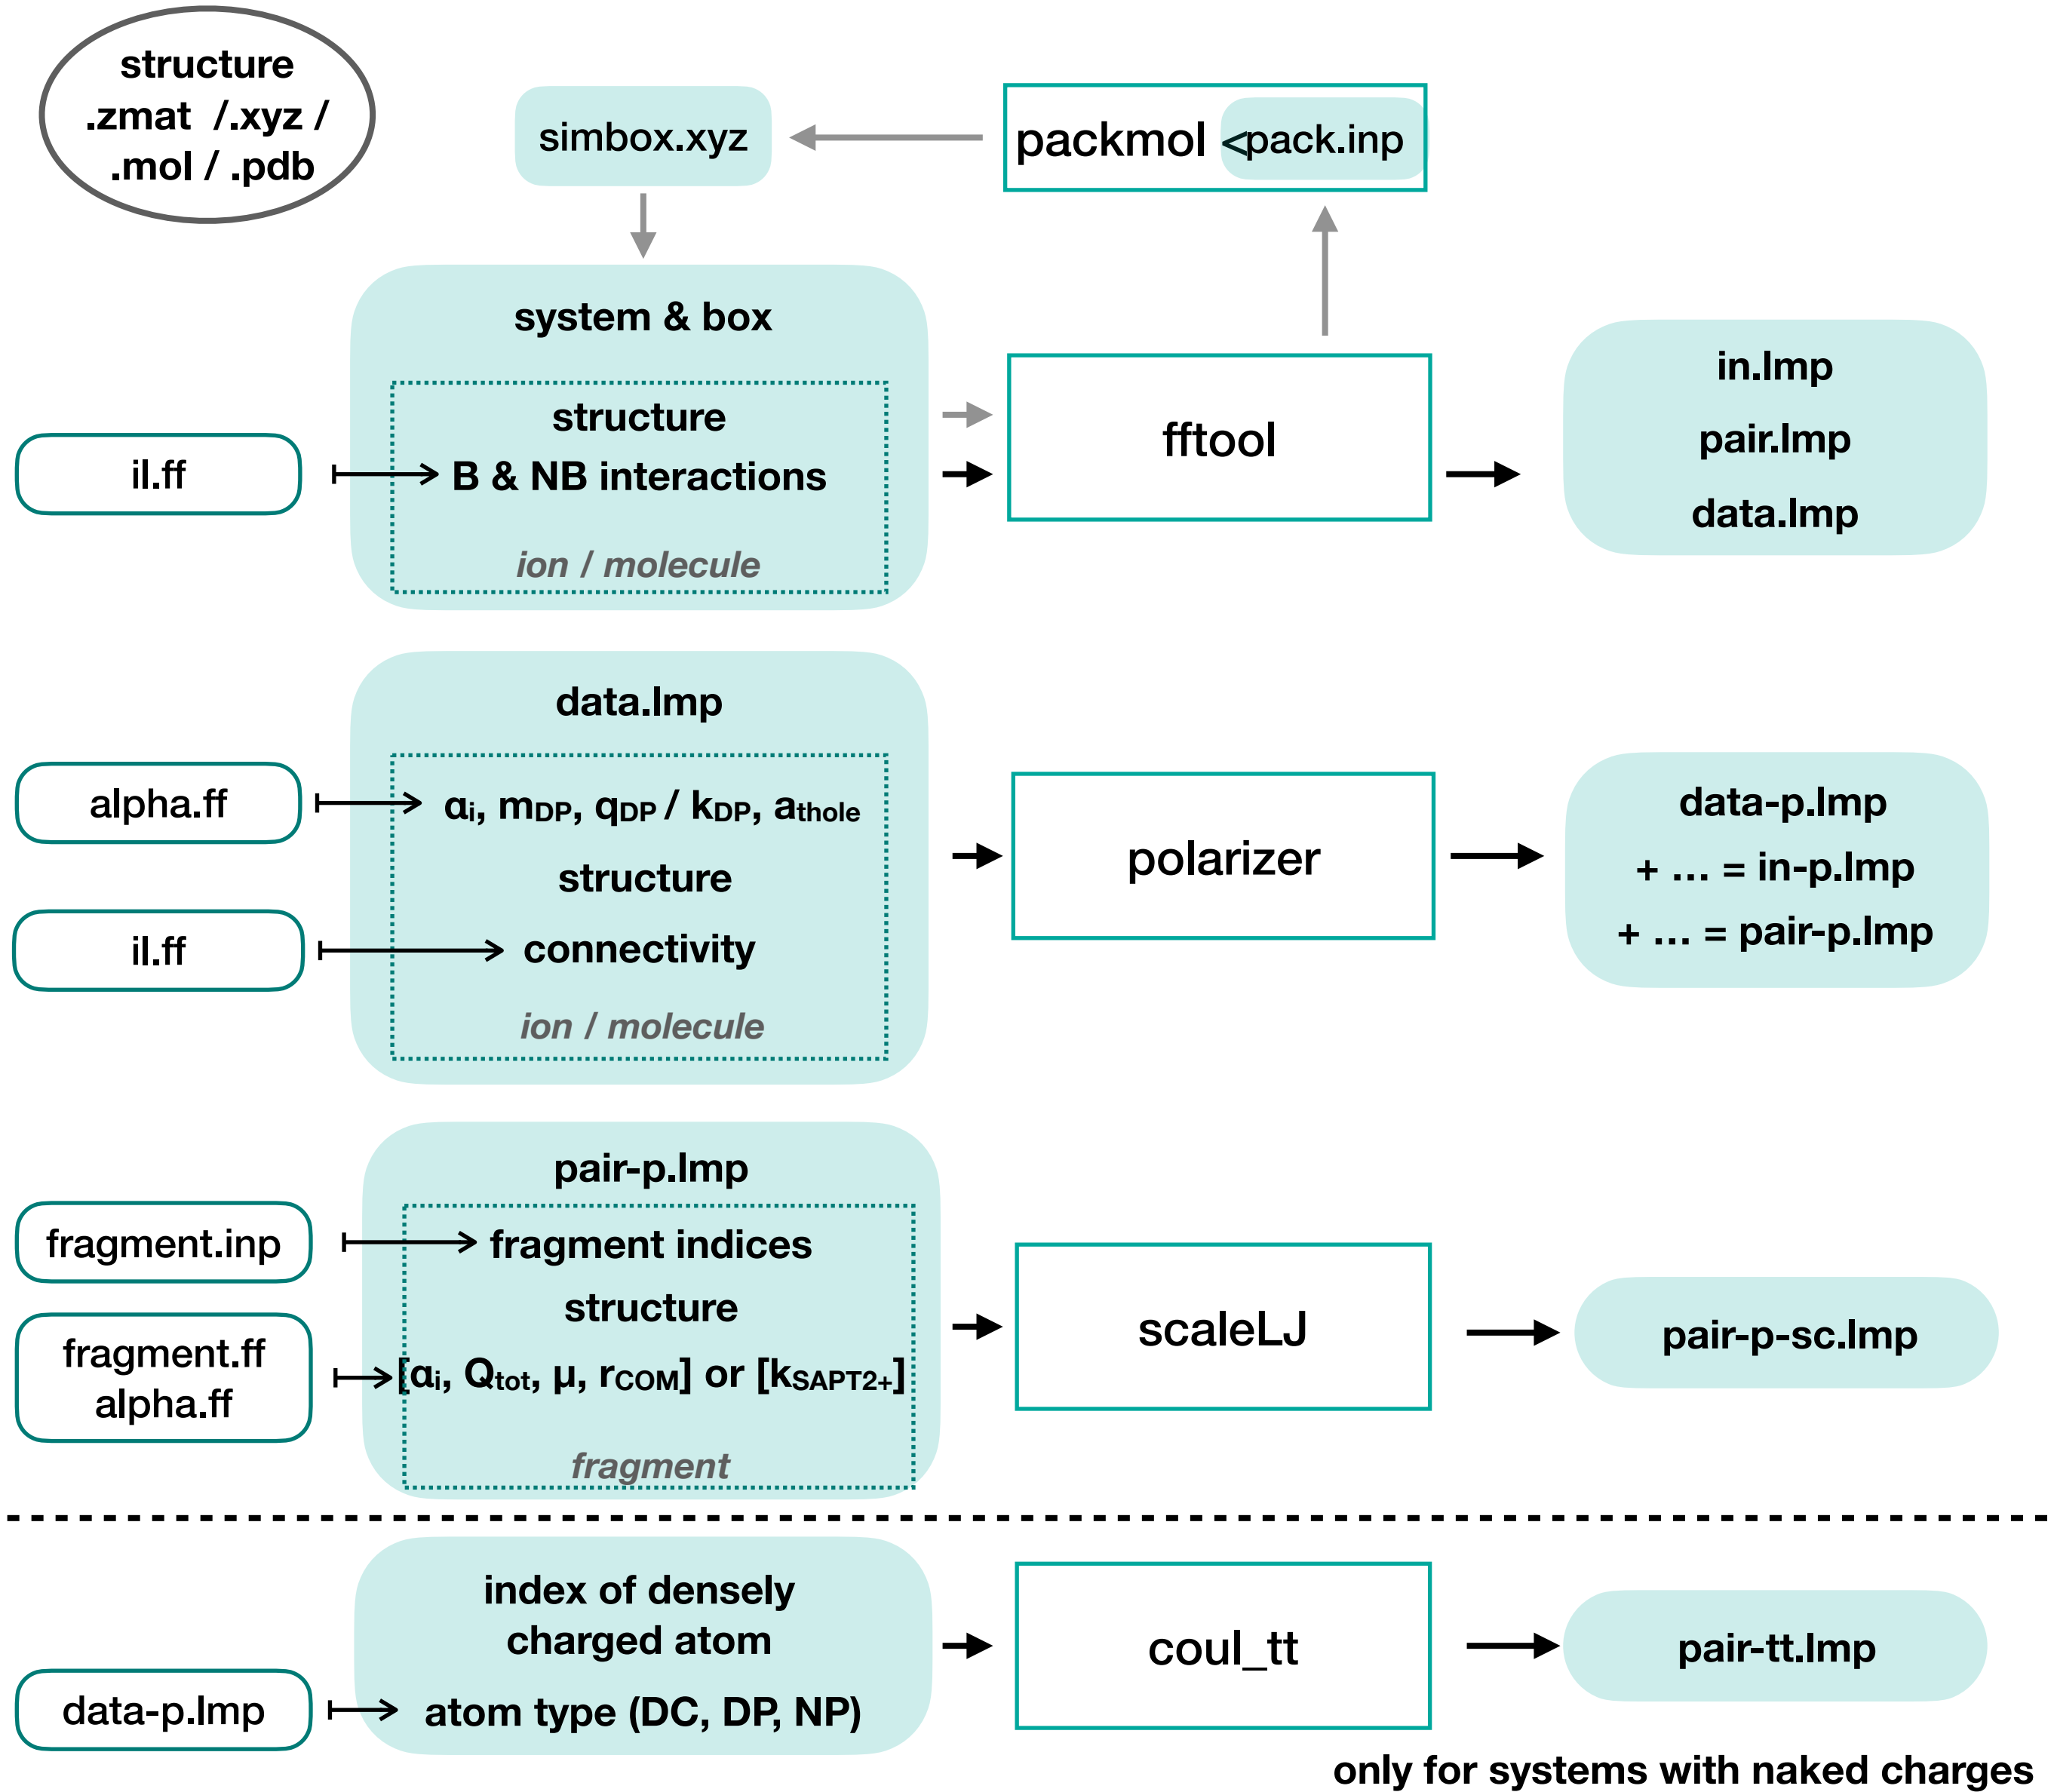 structure
.zmat /.xyz /
.mol / .pdb
simbox.xyz
packmol <pack.inp
system & box
structure
B & NB interactions
ion / molecule
il.ff
fftool
in.lmp
pair.lmp
data.lmp
data.lmp
alpha.ff
αi, mDP, qDP / kDP, athole
structure
il.ff
connectivity
ion / molecule
polarizer
data-p.lmp
+ ... = in-p.lmp
+ ... = pair-p.lmp
pair-p.lmp
fragment.inp
fragment indices
structure
fragment.ff
alpha.ff
[αi, Qtot, μ, rCOM] or [kSAPT2+]
fragment
scaleLJ
pair-p-sc.lmp
index of densely
charged atom
data-p.lmp
atom type (DC, DP, NP)
coul_tt
pair-tt.lmp
only for systems with naked charges